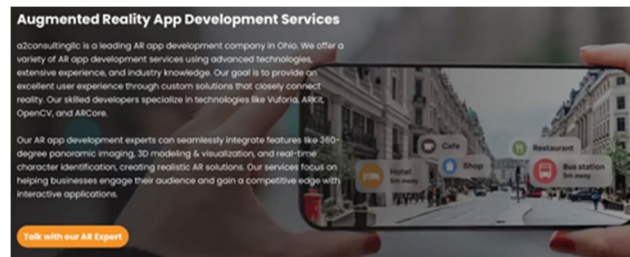 Augmented Reality App Development Services
a2consultingllc is a leading AR app development company in Ohio. We offer a
variety of AR app development services using advanced technologies,
extensive experience, and industry knowledge. Our goal is to provide an
excellent user experience through custom solutions that closely connect
reality. Our skilled developers specialize in technologies like Vuforia, ARKit,
OpenCV, and ARCore.
Our AR app development experts can seamlessly integrate features like 360-
degree panoramic imaging, 3D modeling & visualization, and real-time
character identification, creating realistic AR solutions. Our services focus on
helping businesses engage their audience and gain a competitive edge with
interactive applications.
Talk with our AR Expert
Cafe
Restaurant
Hotel
5m away
Shop
Bus station
5m away